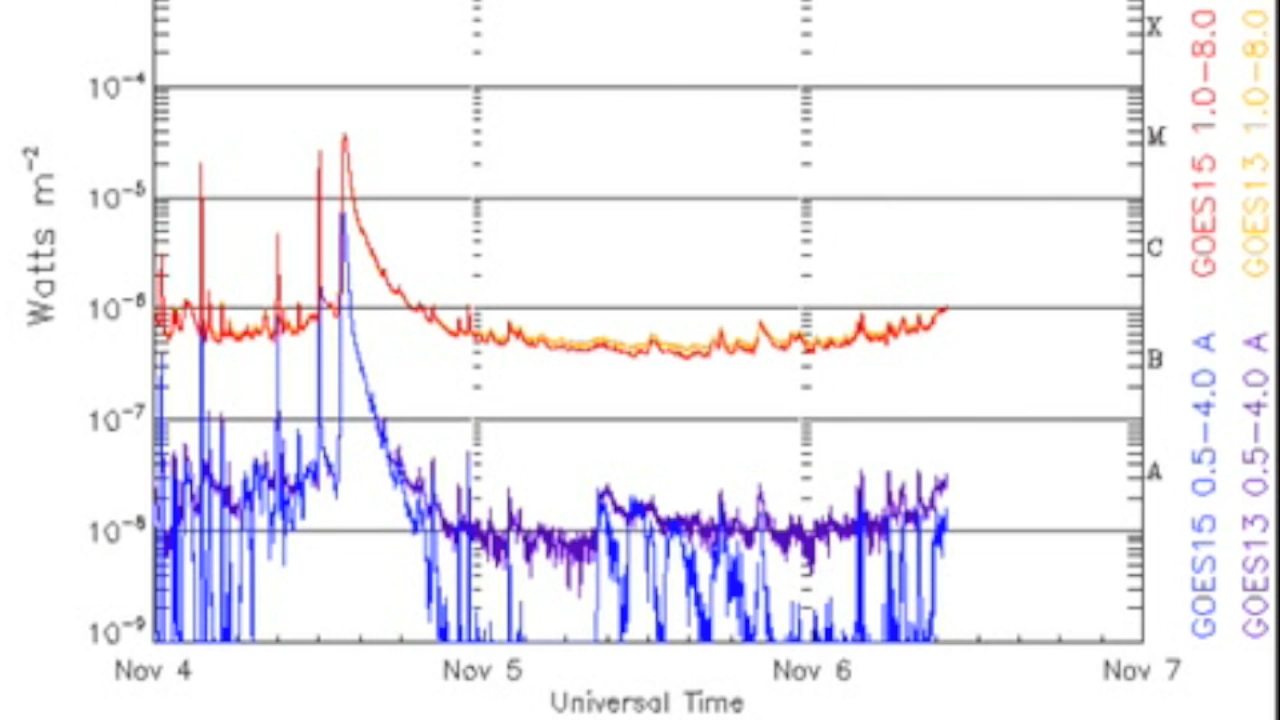 X
10⁻⁴
M
10⁻⁵
C
10⁻⁶
B
10⁻⁷
A
10⁻⁸
10⁻⁹
Watts m⁻²
Nov 4 Nov 5 Nov 6 Nov 7
Universal Time
GOES15 0.5–4.0 A GOES15 1.0–8.0
GOES13 0.5–4.0 A GOES13 1.0–8.0